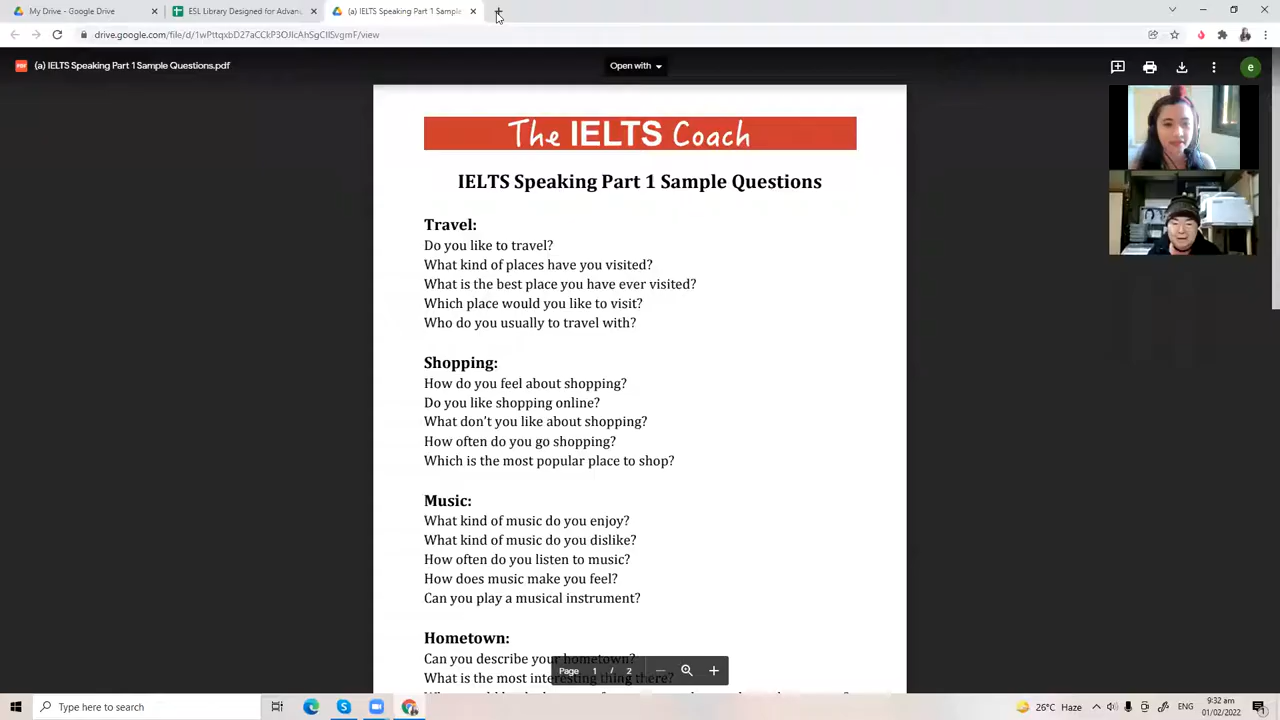 My Drive - Google Drive
ESL Library Designed for Advan
(a) IELTS Speaking Part 1 Sample
drive.google.com/file/d/1wPttqxbD27aCCkP3OJIcAhSgCIlSvgmF/view
(a) IELTS Speaking Part 1 Sample Questions.pdf
Open with
e
The IELTS Coach
IELTS Speaking Part 1 Sample Questions
Travel:
Do you like to travel?
What kind of places have you visited?
What is the best place you have ever visited?
Which place would you like to visit?
Who do you usually to travel with?
Shopping:
How do you feel about shopping?
Do you like shopping online?
What don’t you like about shopping?
How often do you go shopping?
Which is the most popular place to shop?
Music:
What kind of music do you enjoy?
What kind of music do you dislike?
How often do you listen to music?
How does music make you feel?
Can you play a musical instrument?
Hometown:
Can you describe your hometown?
What is the most interesting thing there?
Page 1 / 2
Type here to search
26°C Haze
ENG
9:32 am
01/02/2022